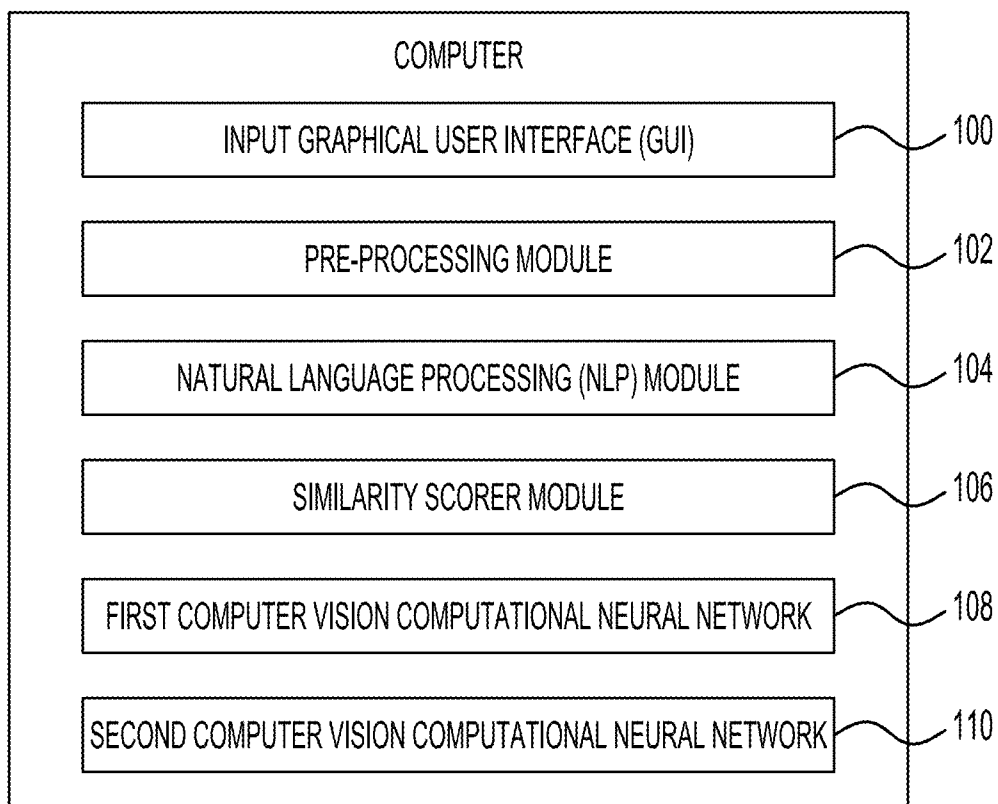 COMPUTER
INPUT GRAPHICAL USER INTERFACE (GUI) 100
PRE-PROCESSING MODULE 102
NATURAL LANGUAGE PROCESSING (NLP) MODULE 104
SIMILARITY SCORER MODULE 106
FIRST COMPUTER VISION COMPUTATIONAL NEURAL NETWORK 108
SECOND COMPUTER VISION COMPUTATIONAL NEURAL NETWORK 110